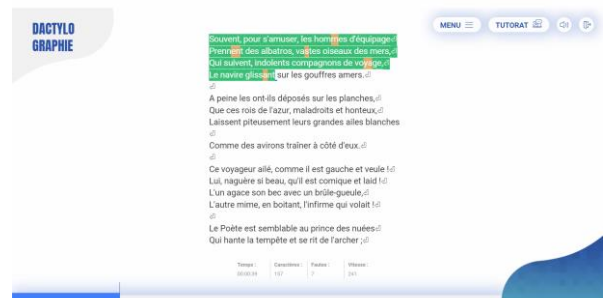 DACTYLO
GRAPHIE
MENU
TUTORAT
Souvent, pour s'amuser, les hommes d'équipage⏎
Prennent des albatros, vastes oiseaux des mers,⏎
Qui suivent, indolents compagnons de voyage,⏎
Le navire glissant sur les gouffres amers.⏎
⏎
A peine les ont-ils déposés sur les planches,⏎
Que ces rois de l'azur, maladroits et honteux,⏎
Laissent piteusement leurs grandes ailes blanches
⏎
Comme des avirons traîner à côté d'eux.⏎
⏎
Ce voyageur ailé, comme il est gauche et veule !⏎
Lui, naguère si beau, qu'il est comique et laid !⏎
L'un agace son bec avec un brûle-gueule,⏎
L'autre mime, en boitant, l'infirme qui volait !⏎
⏎
Le Poète est semblable au prince des nuées⏎
Qui hante la tempête et se rit de l'archer ;⏎
Temps : Caractères : Fautes : Vitesse :
7